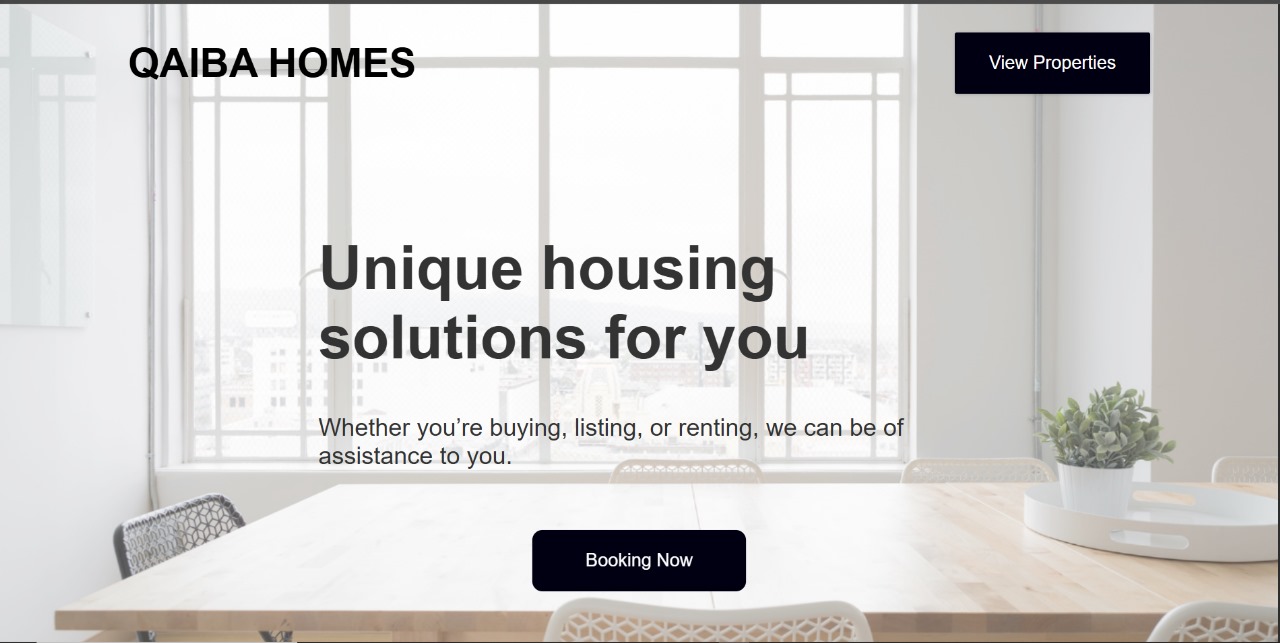 QAIBA HOMES
View Properties
Unique housing
solutions for you
Whether you’re buying, listing, or renting, we can be of
assistance to you.
Booking Now